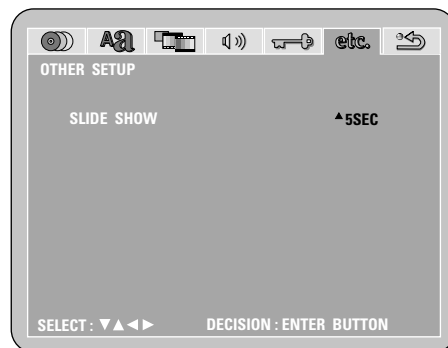 Aa etc.
OTHER SETUP
SLIDE SHOW ▲5SEC
SELECT : ▼▲◄► DECISION : ENTER BUTTON